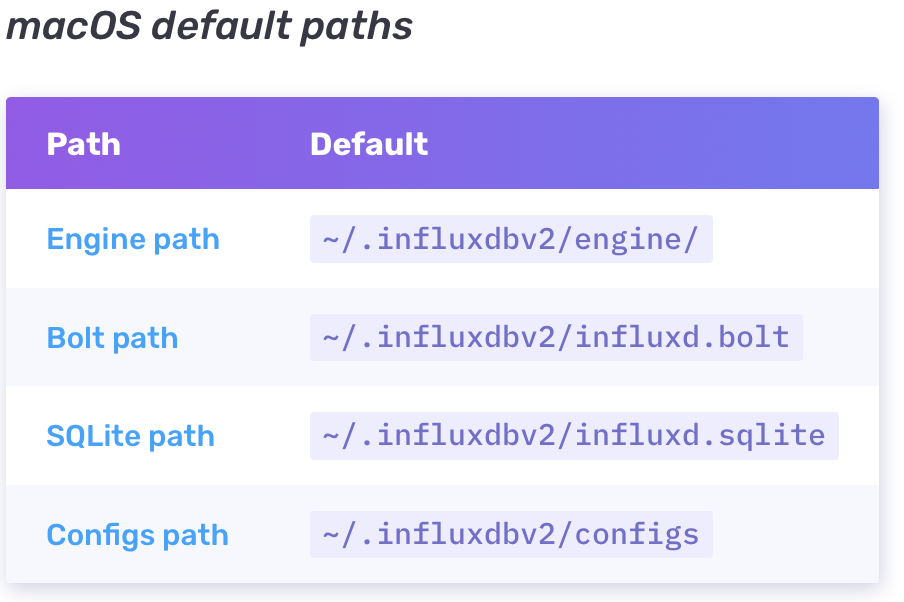 macOS default paths
Path Default
Engine path ~/.influxdbv2/engine/
Bolt path ~/.influxdbv2/influxd.bolt
SQLite path ~/.influxdbv2/influxd.sqlite
Configs path ~/.influxdbv2/configs